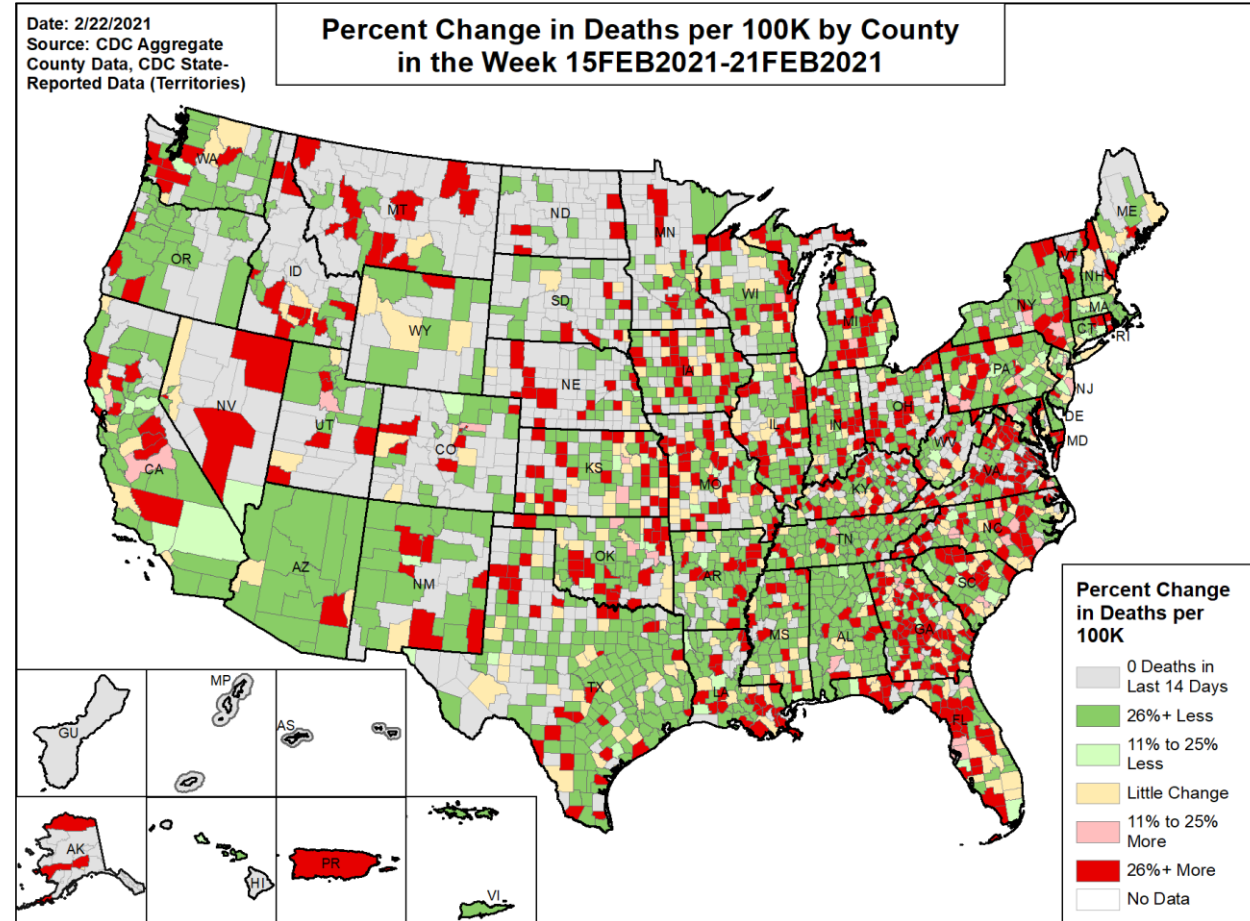 Date: 2/22/2021
Source: CDC Aggregate
County Data, CDC State-
Reported Data (Territories)
Percent Change in Deaths per 100K by County
in the Week 15FEB2021-21FEB2021
WA
MT
ND
MN
ME
OR
ID
SD
WI
VT
NH
NY
MA
CT
RI
MI
WY
IA
PA
NJ
NE
OH
DE
MD
NV
UT
CO
IL
IN
WV
VA
CA
KS
MO
KY
NC
TN
OK
AR
SC
AZ
NM
MS
AL
GA
TX
LA
FL
GU
MP
AS
AK
HI
PR
VI
Percent Change
in Deaths per
100K
0 Deaths in
Last 14 Days
26%+ Less
11% to 25%
Less
Little Change
11% to 25%
More
26%+ More
No Data